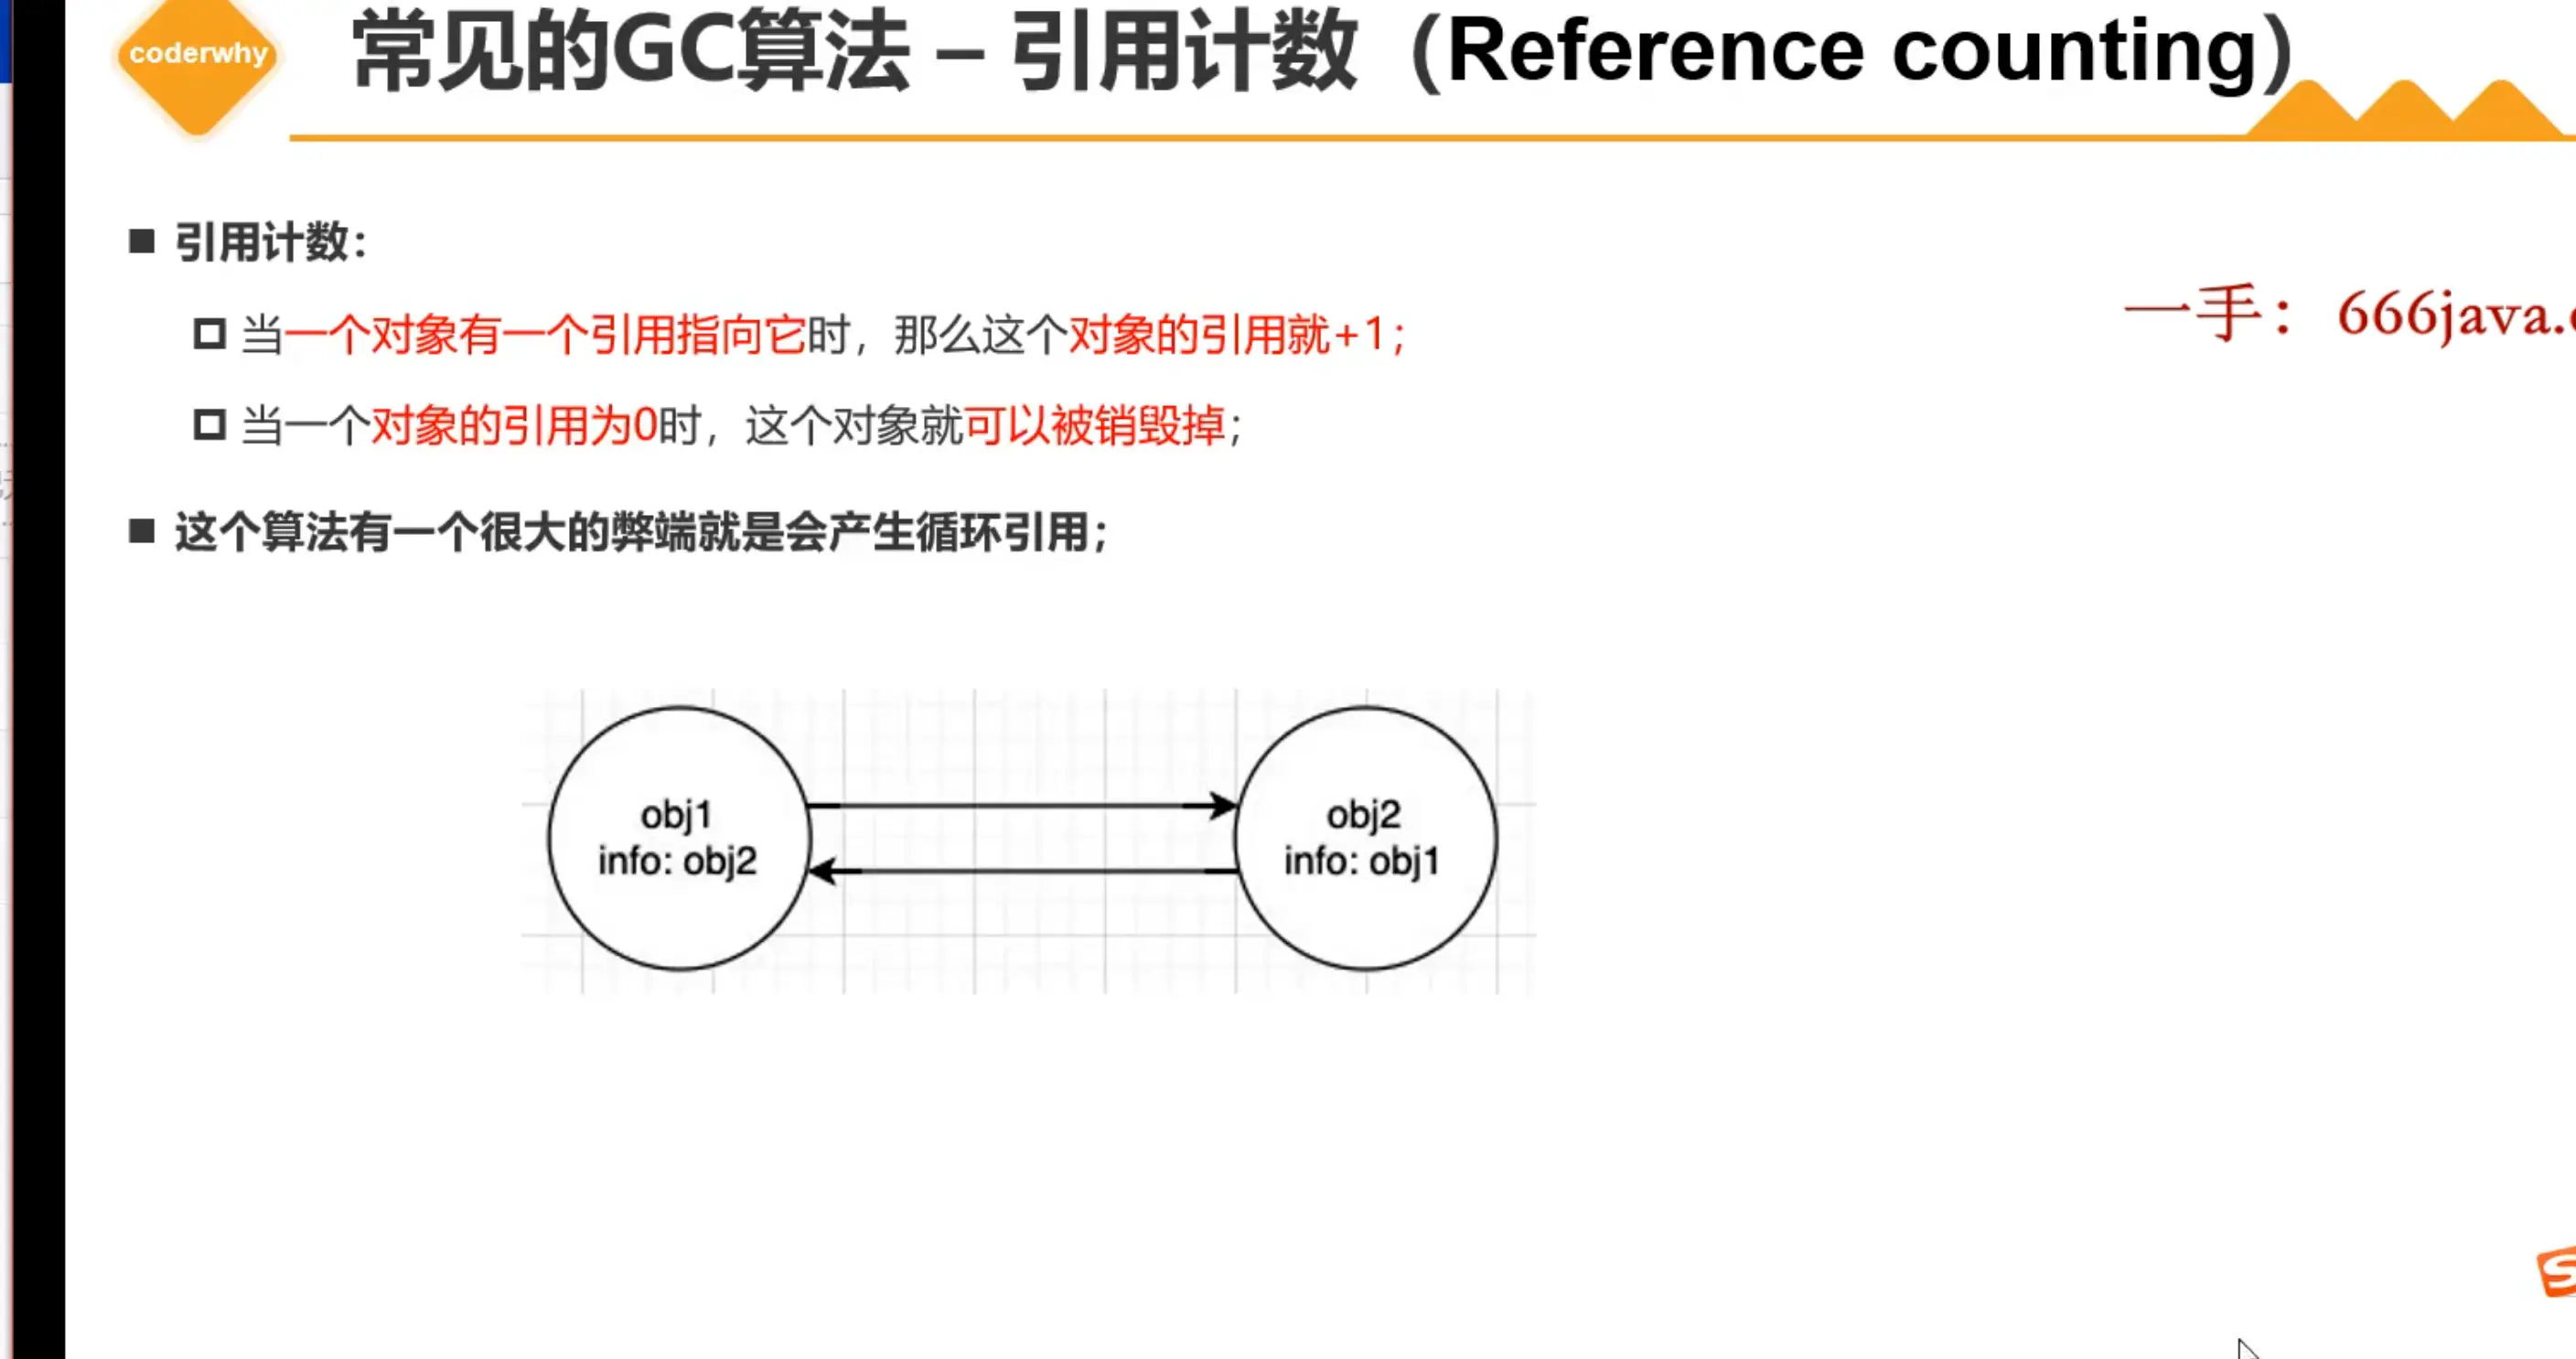 coderwhy
常见的GC算法 – 引用计数（Reference counting）
引用计数：
当一个对象有一个引用指向它时，那么这个对象的引用就+1；
一手：666java.
当一个对象的引用为0时，这个对象就可以被销毁掉；
这个算法有一个很大的弊端就是会产生循环引用；
obj1
info: obj2
obj2
info: obj1